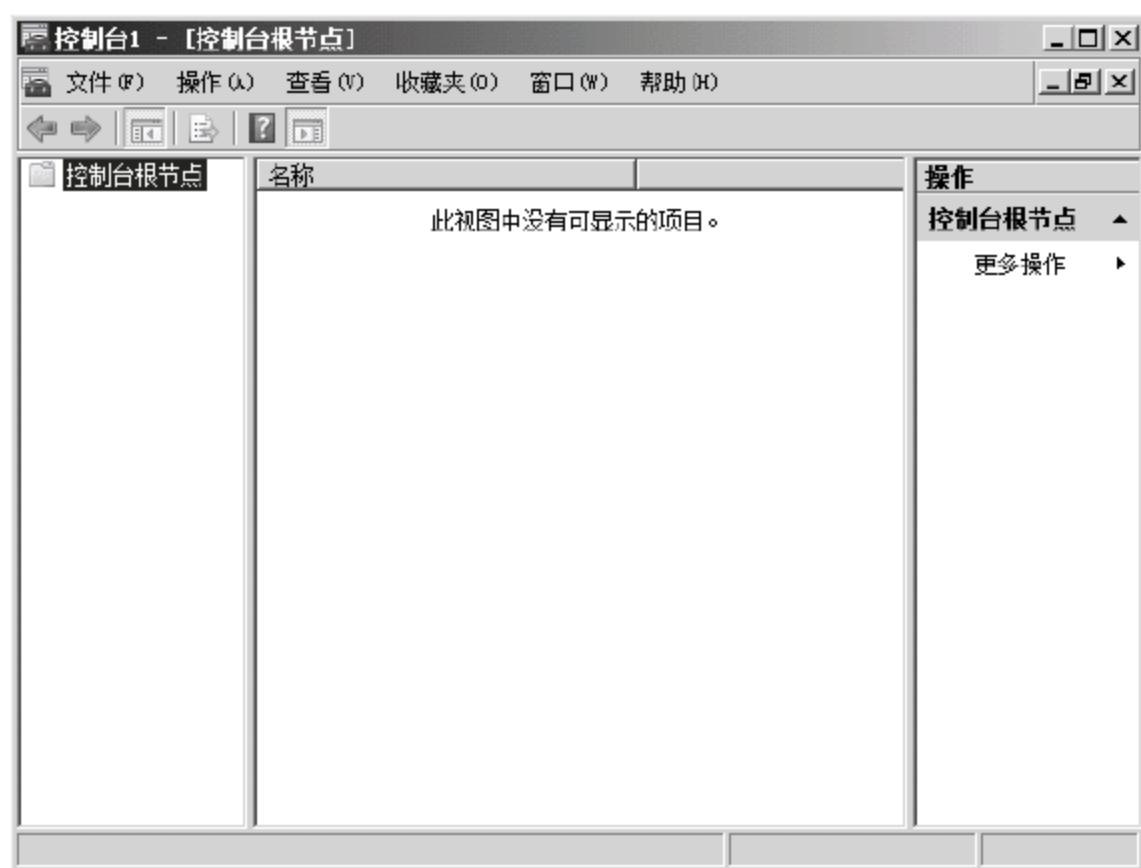 控制台1 - [控制台根节点]
文件(F) 操作(A) 查看(V) 收藏夹(O) 窗口(W) 帮助(H)
控制台根节点
名称
此视图中没有可显示的项目。
操作
控制台根节点
更多操作